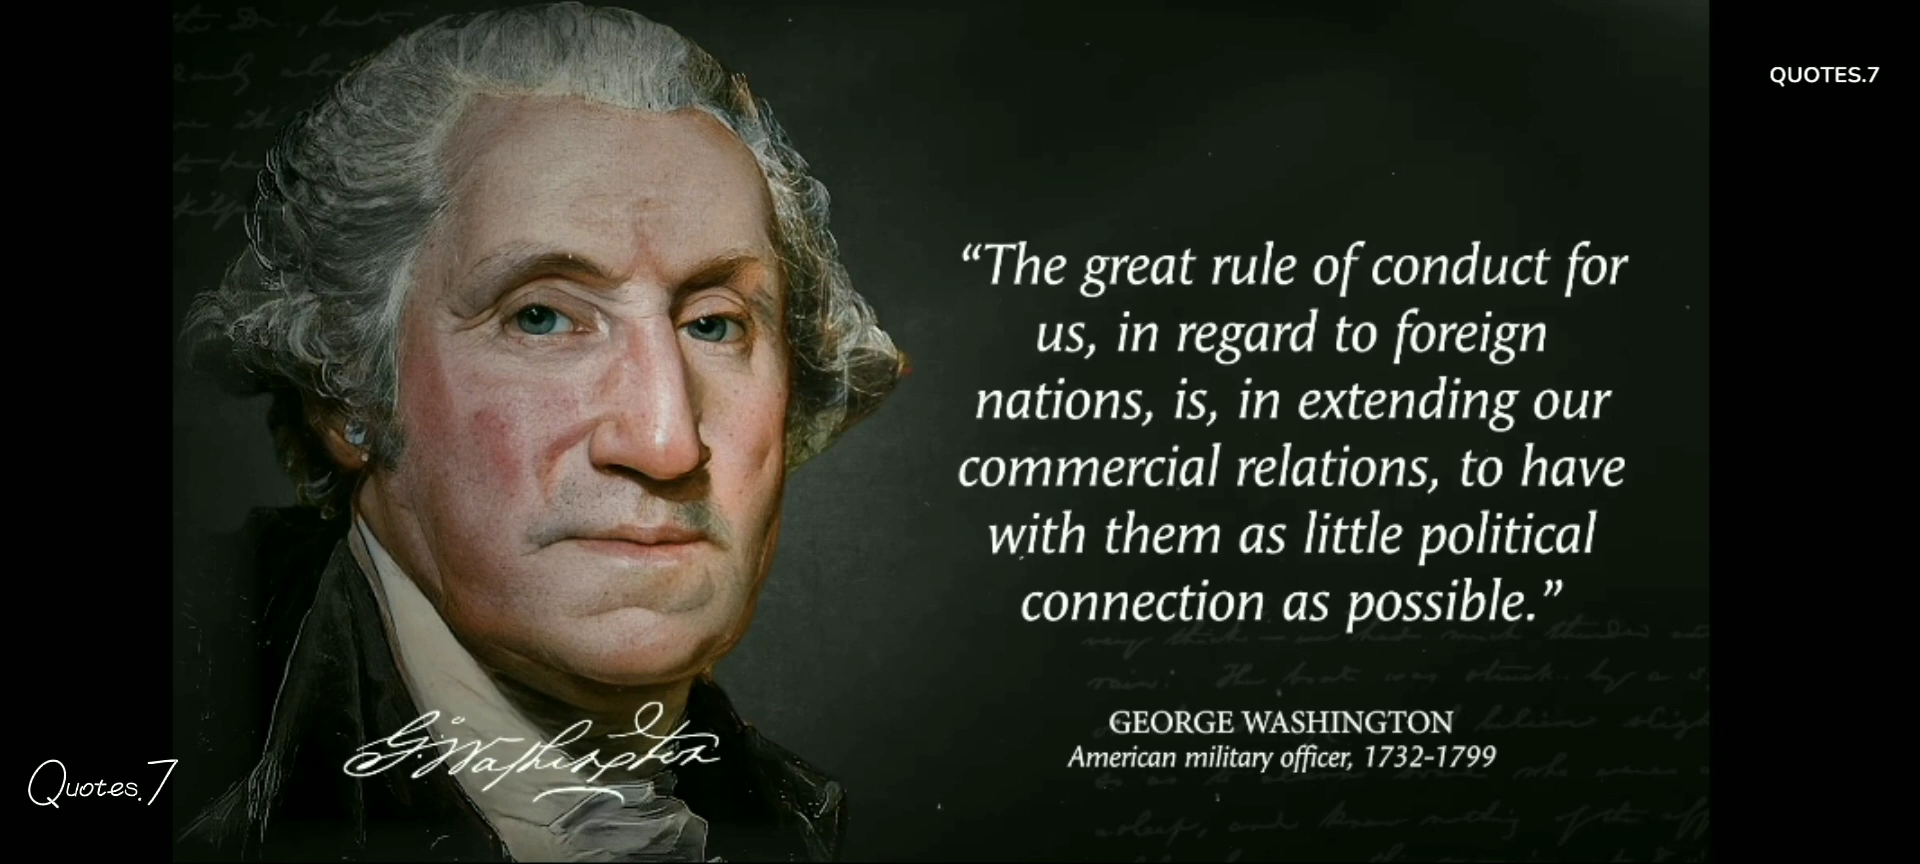 QUOTES.7
“The great rule of conduct for
us, in regard to foreign
nations, is, in extending our
commercial relations, to have
with them as little political
connection as possible.”
GEORGE WASHINGTON
American military officer, 1732-1799
G. Washington
Quotes.7